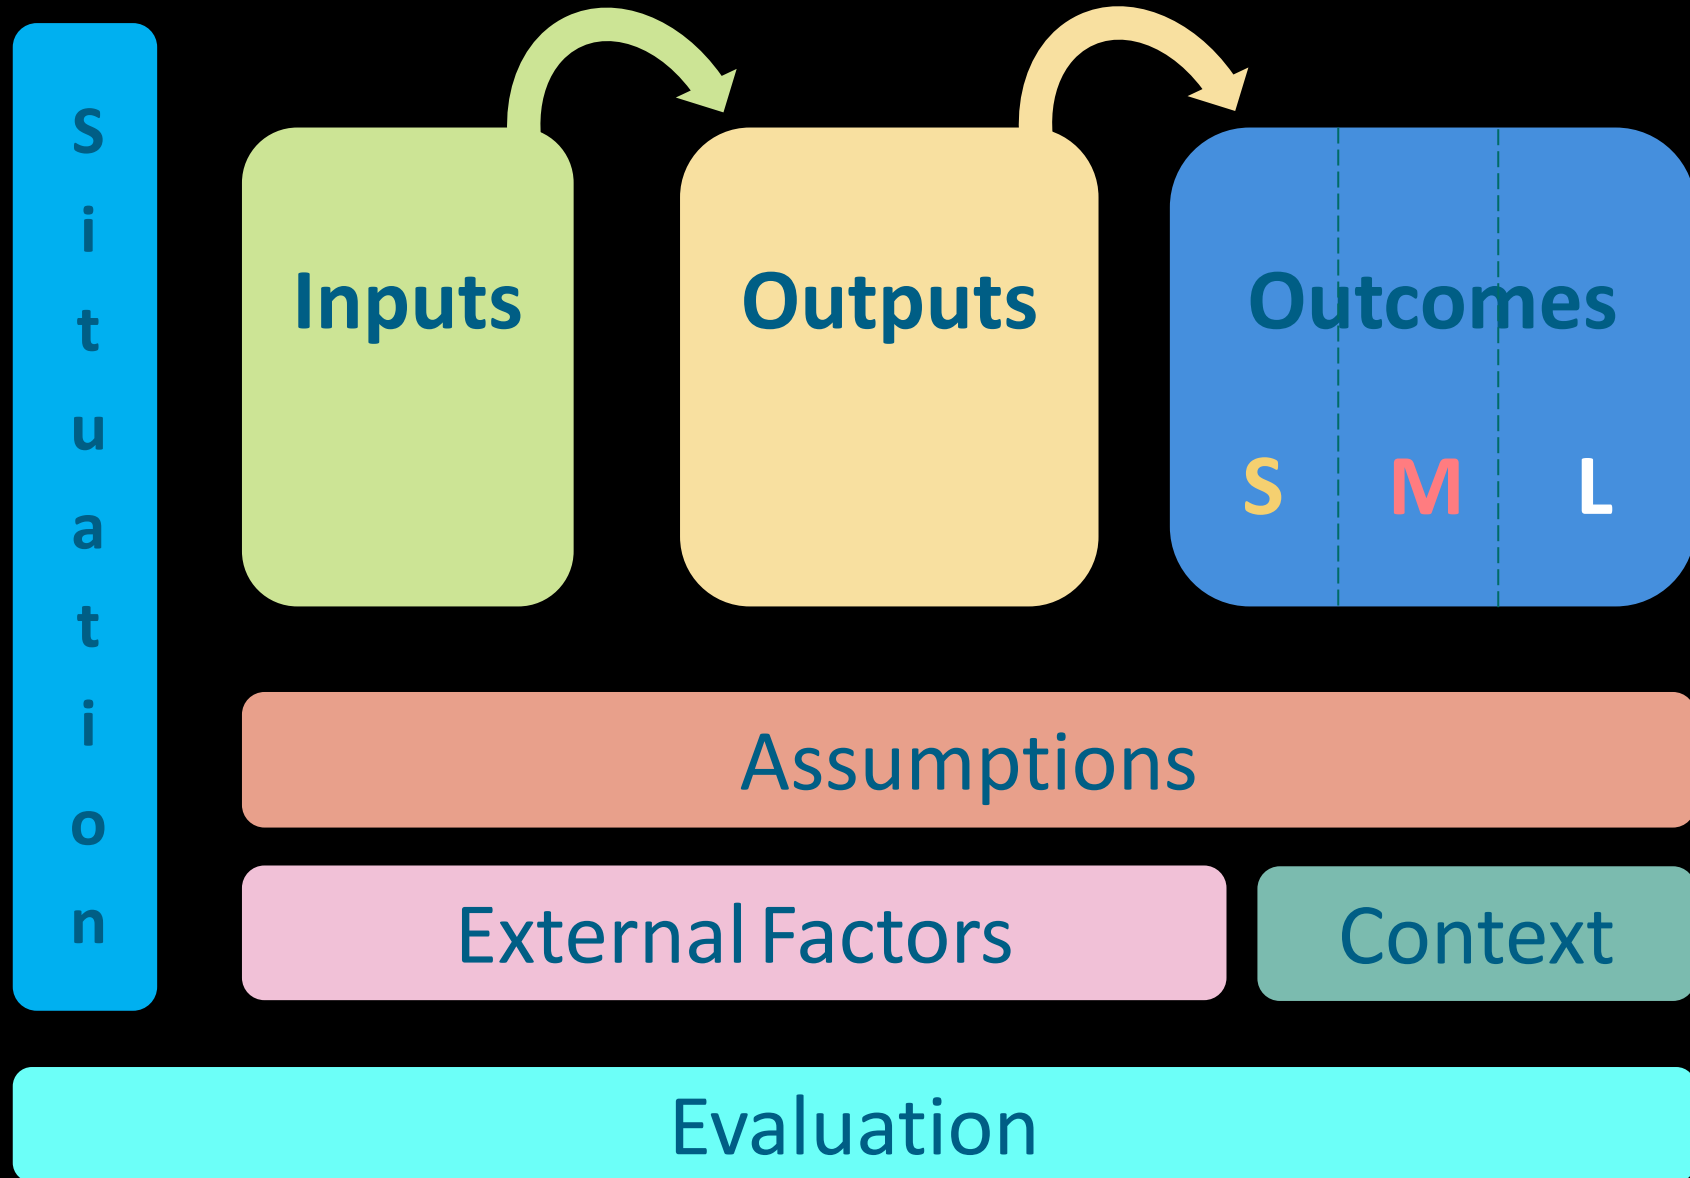 Situation
Inputs
Outputs
Outcomes
S M L
Assumptions
External Factors
Context
Evaluation